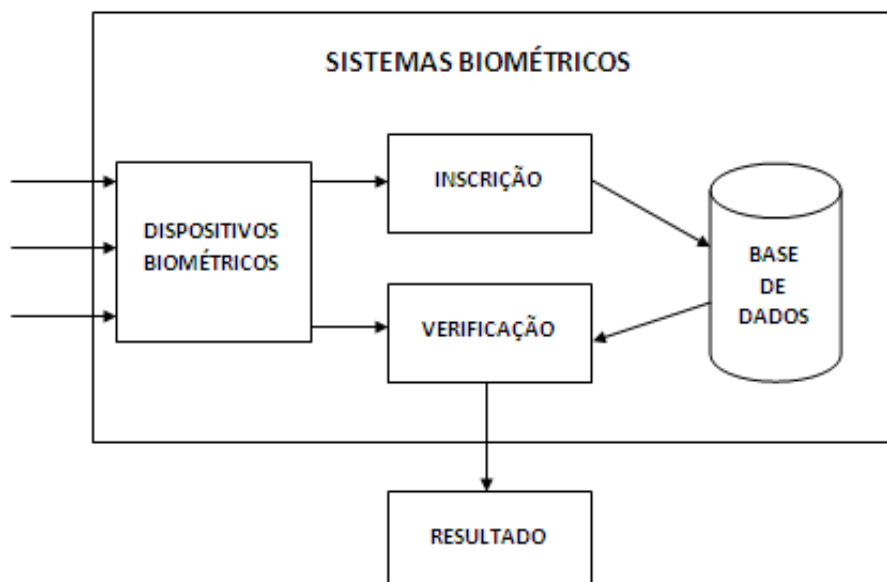 SISTEMAS BIOMÉTRICOS
INSCRIÇÃO
DISPOSITIVOS
BIOMÉTRICOS
BASE
DE
DADOS
VERIFICAÇÃO
RESULTADO